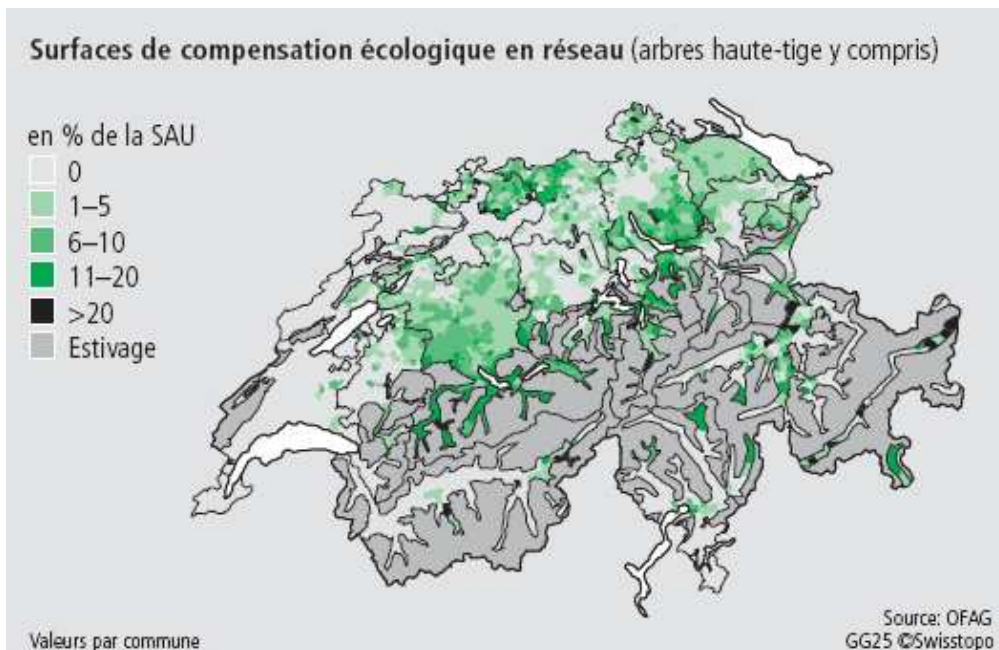 Surfaces de compensation écologique en réseau (arbres haute-tige y compris)
en % de la SAU
0
1–5
6–10
11–20
>20
Estivage
Valeurs par commune
Source: OFAG
GG25 ©Swisstopo